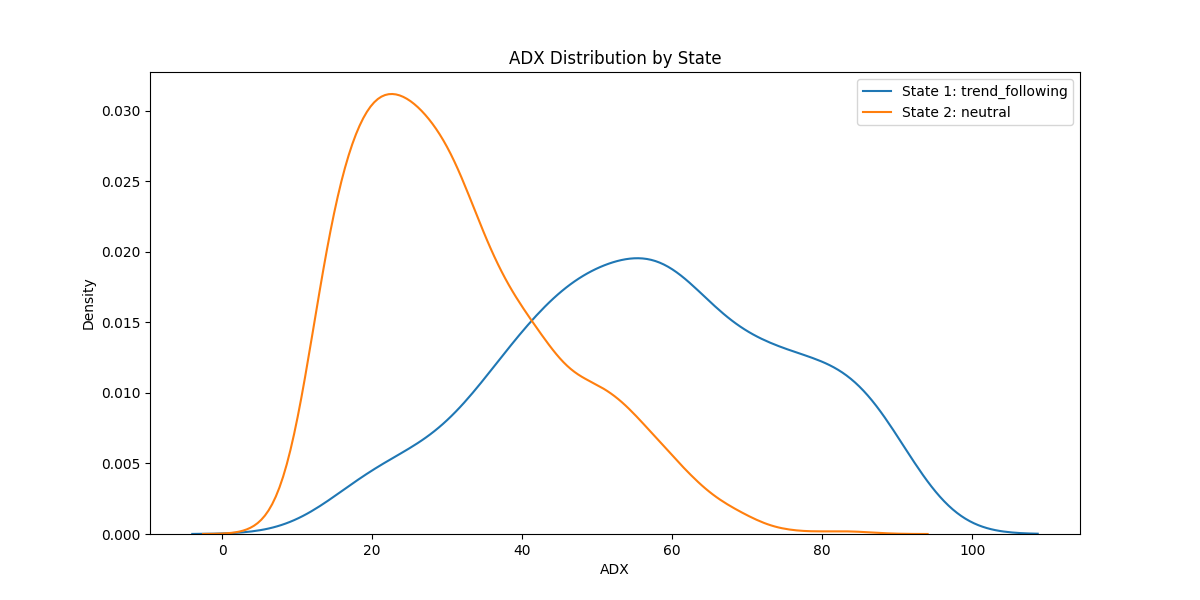 ADX Distribution by State
State 1: trend_following
State 2: neutral
0.030
0.025
0.020
0.015
0.010
0.005
0.000
Density
0 20 40 60 80 100
ADX